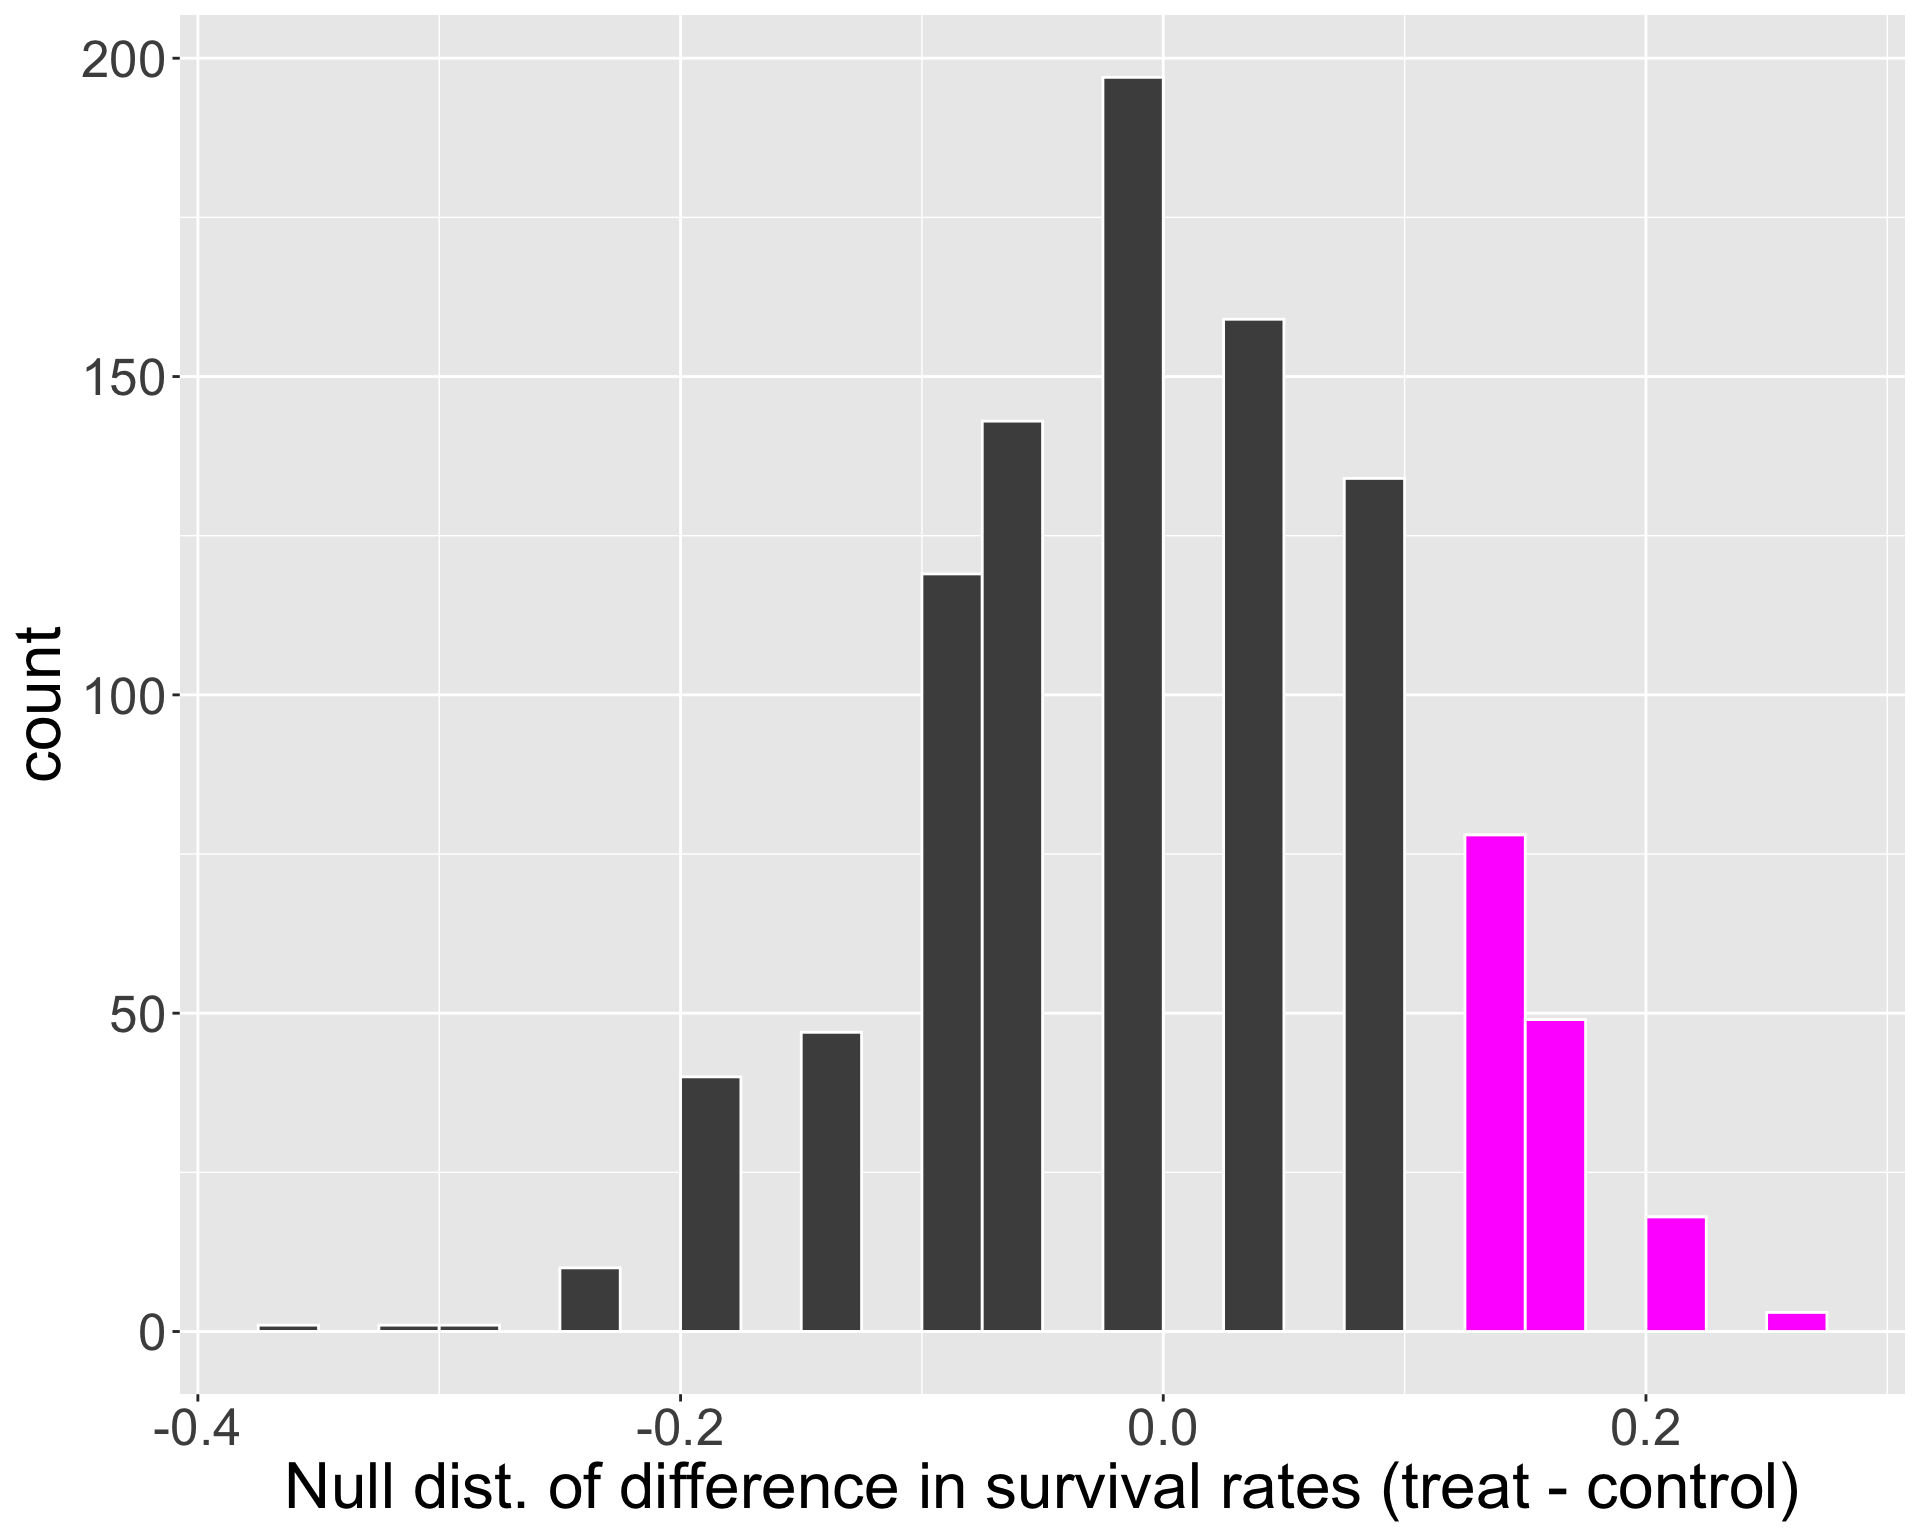 200
150
100
50
0
count
-0.4 -0.2 0.0 0.2
Null dist. of difference in survival rates (treat - control)